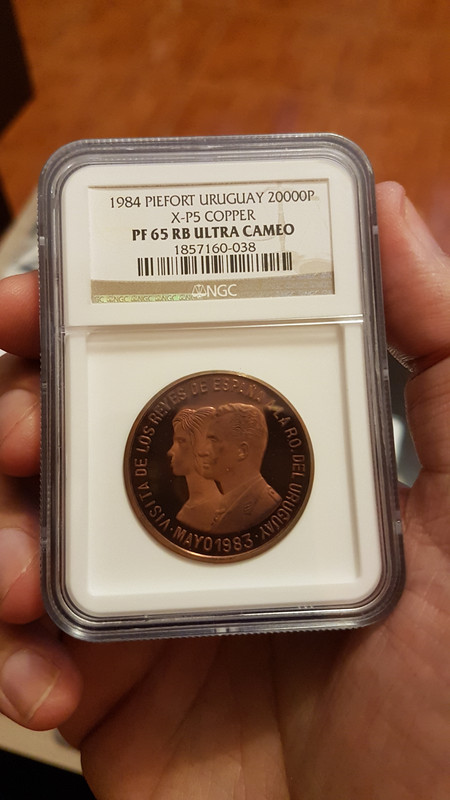 1984 PIEFORT URUGUAY 20000P
X-P5 COPPER
PF 65 RB ULTRA CAMEO
1857160-038
NGC
VISITA DE LOS REYES DE ESPAÑA A LA RO. DEL URUGUAY
· MAYO 1983 ·